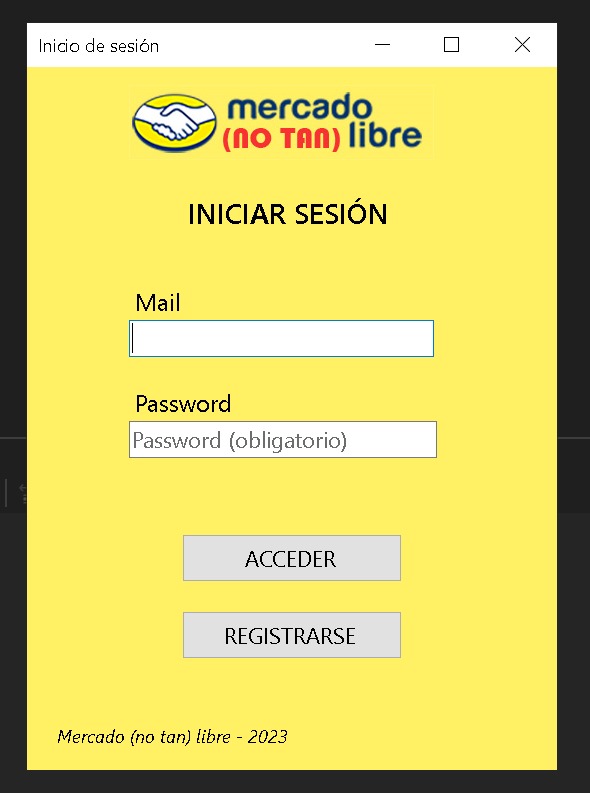 Inicio de sesión
mercado
(NO TAN) libre
INICIAR SESIÓN
Mail
Password
Password (obligatorio)
ACCEDER
REGISTRARSE
Mercado (no tan) libre - 2023